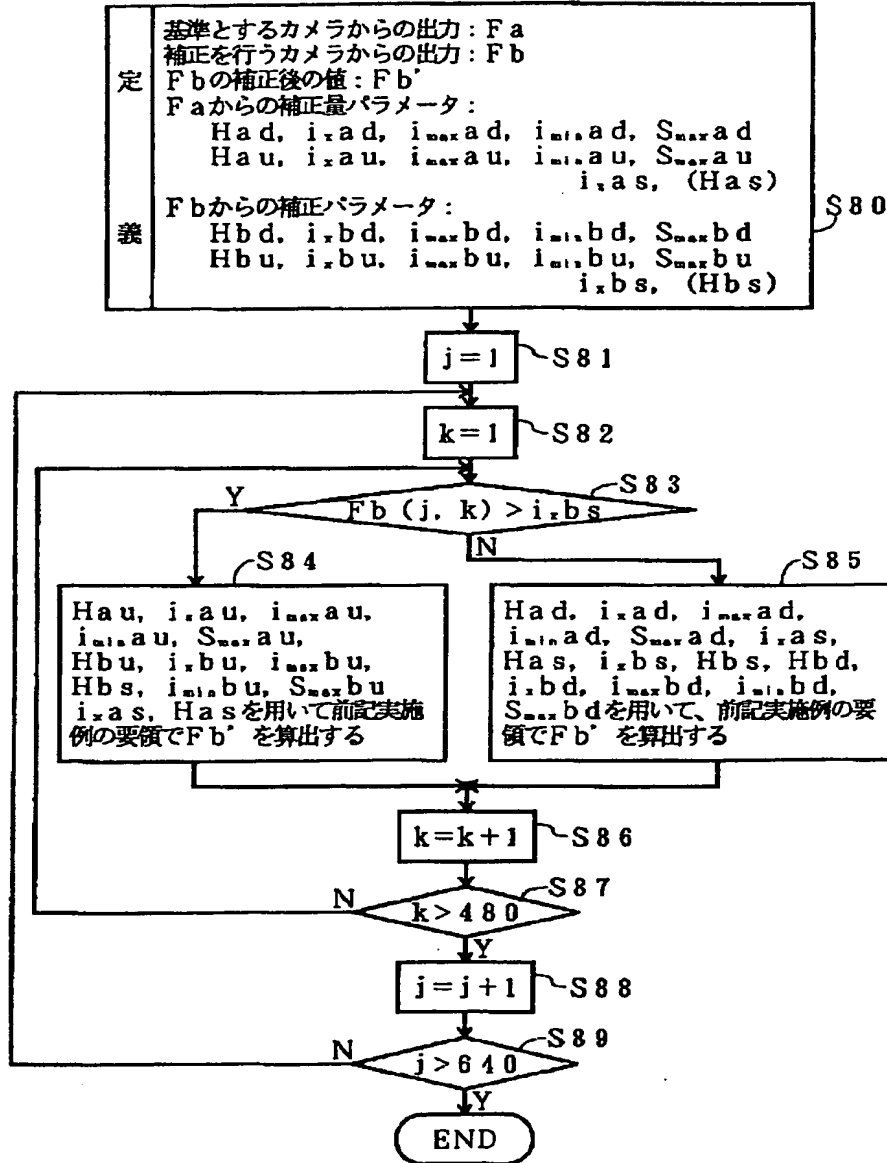 定義
基準とするカメラからの出力：Fa
補正を行うカメラからの出力：Fb
Fbの補正後の値：Fb'
Faからの補正量パラメータ：
Had, ixad, imaxad, iminad, Smaxad
Hau, ixau, imaxau, iminau, Smaxau
ixas, (Has)
Fbからの補正パラメータ：
Hbd, ixbd, imaxbd, iminbd, Smaxbd
Hbu, ixbu, imaxbu, iminbu, Smaxbu
ixbs, (Hbs)
S80
j=1
S81
k=1
S82
Fb (j, k) > ixbs
S83
Y
N
S84
Hau, ixau, imaxau,
iminau, Smaxau,
Hbu, ixbu, imaxbu,
Hbs, iminbu, Smaxbu
ixas, Hasを用いて前記実施
例の要領でFb'を算出する
S85
Had, ixad, imaxad,
iminad, Smaxad, ixas,
Has, ixbs, Hbs, Hbd,
ixbd, imaxbd, iminbd,
Smaxbdを用いて、前記実施例の要
領でFb'を算出する
k=k+1
S86
k>480
S87
N
Y
j=j+1
S88
j>640
S89
N
Y
END